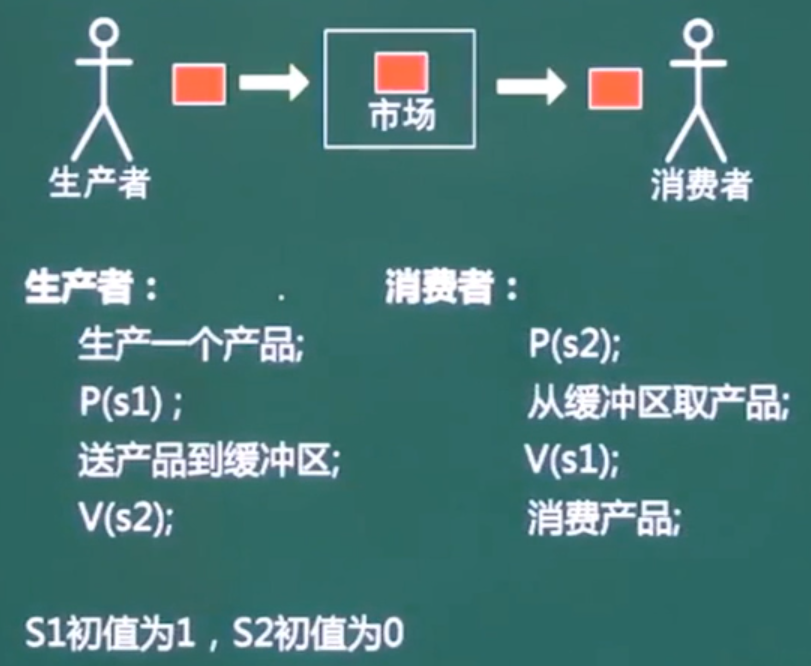 市场
生产者
消费者
生产者：
生产一个产品;
P(s1)；
送产品到缓冲区;
V(s2);
消费者：
P(s2);
从缓冲区取产品;
V(s1);
消费产品;
S1初值为1，S2初值为0